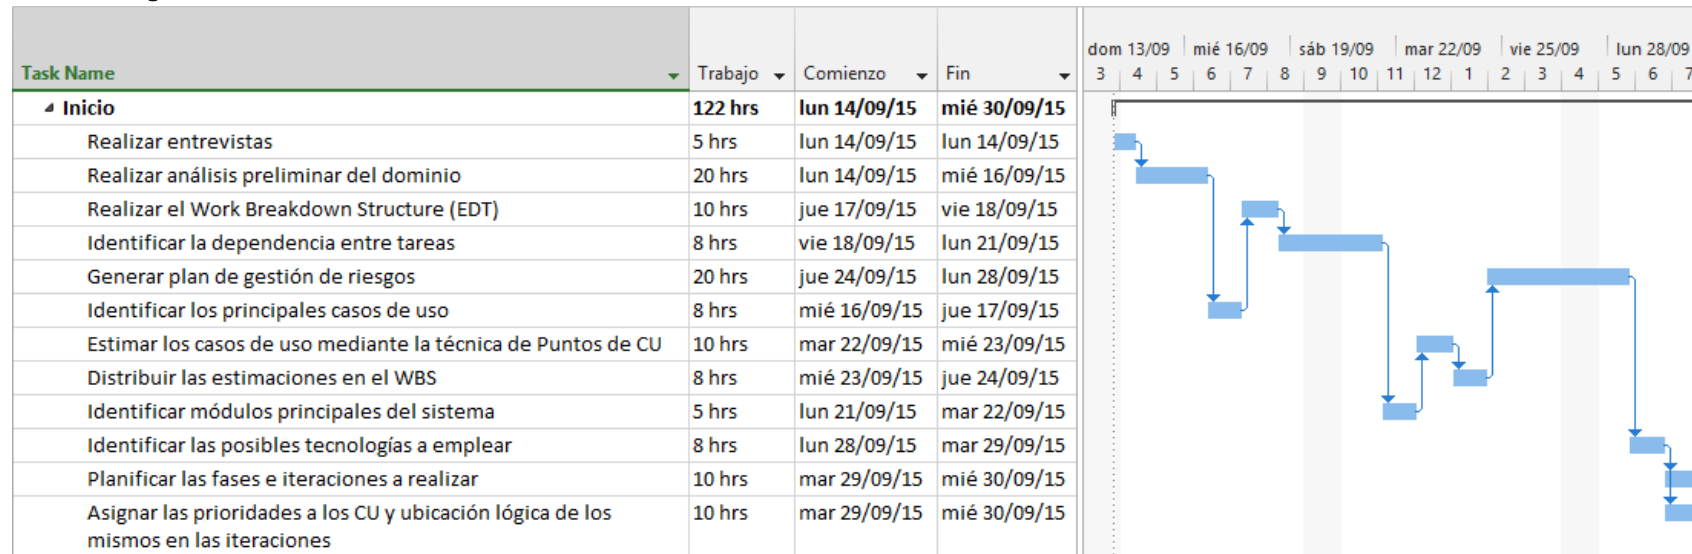 dom 13/09 mié 16/09 sáb 19/09 mar 22/09 vie 25/09 lun 28/09
Task Name Trabajo Comienzo Fin 3 4 5 6 7 8 9 10 11 12 1 2 3 4 5 6 7
Inicio 122 hrs lun 14/09/15 mié 30/09/15
Realizar entrevistas 5 hrs lun 14/09/15 lun 14/09/15
Realizar análisis preliminar del dominio 20 hrs lun 14/09/15 mié 16/09/15
Realizar el Work Breakdown Structure (EDT) 10 hrs jue 17/09/15 vie 18/09/15
Identificar la dependencia entre tareas 8 hrs vie 18/09/15 lun 21/09/15
Generar plan de gestión de riesgos 20 hrs jue 24/09/15 lun 28/09/15
Identificar los principales casos de uso 8 hrs mié 16/09/15 jue 17/09/15
Estimar los casos de uso mediante la técnica de Puntos de CU 10 hrs mar 22/09/15 mié 23/09/15
Distribuir las estimaciones en el WBS 8 hrs mié 23/09/15 jue 24/09/15
Identificar módulos principales del sistema 5 hrs lun 21/09/15 mar 22/09/15
Identificar las posibles tecnologías a emplear 8 hrs lun 28/09/15 mar 29/09/15
Planificar las fases e iteraciones a realizar 10 hrs mar 29/09/15 mié 30/09/15
Asignar las prioridades a los CU y ubicación lógica de los 10 hrs mar 29/09/15 mié 30/09/15
mismos en las iteraciones